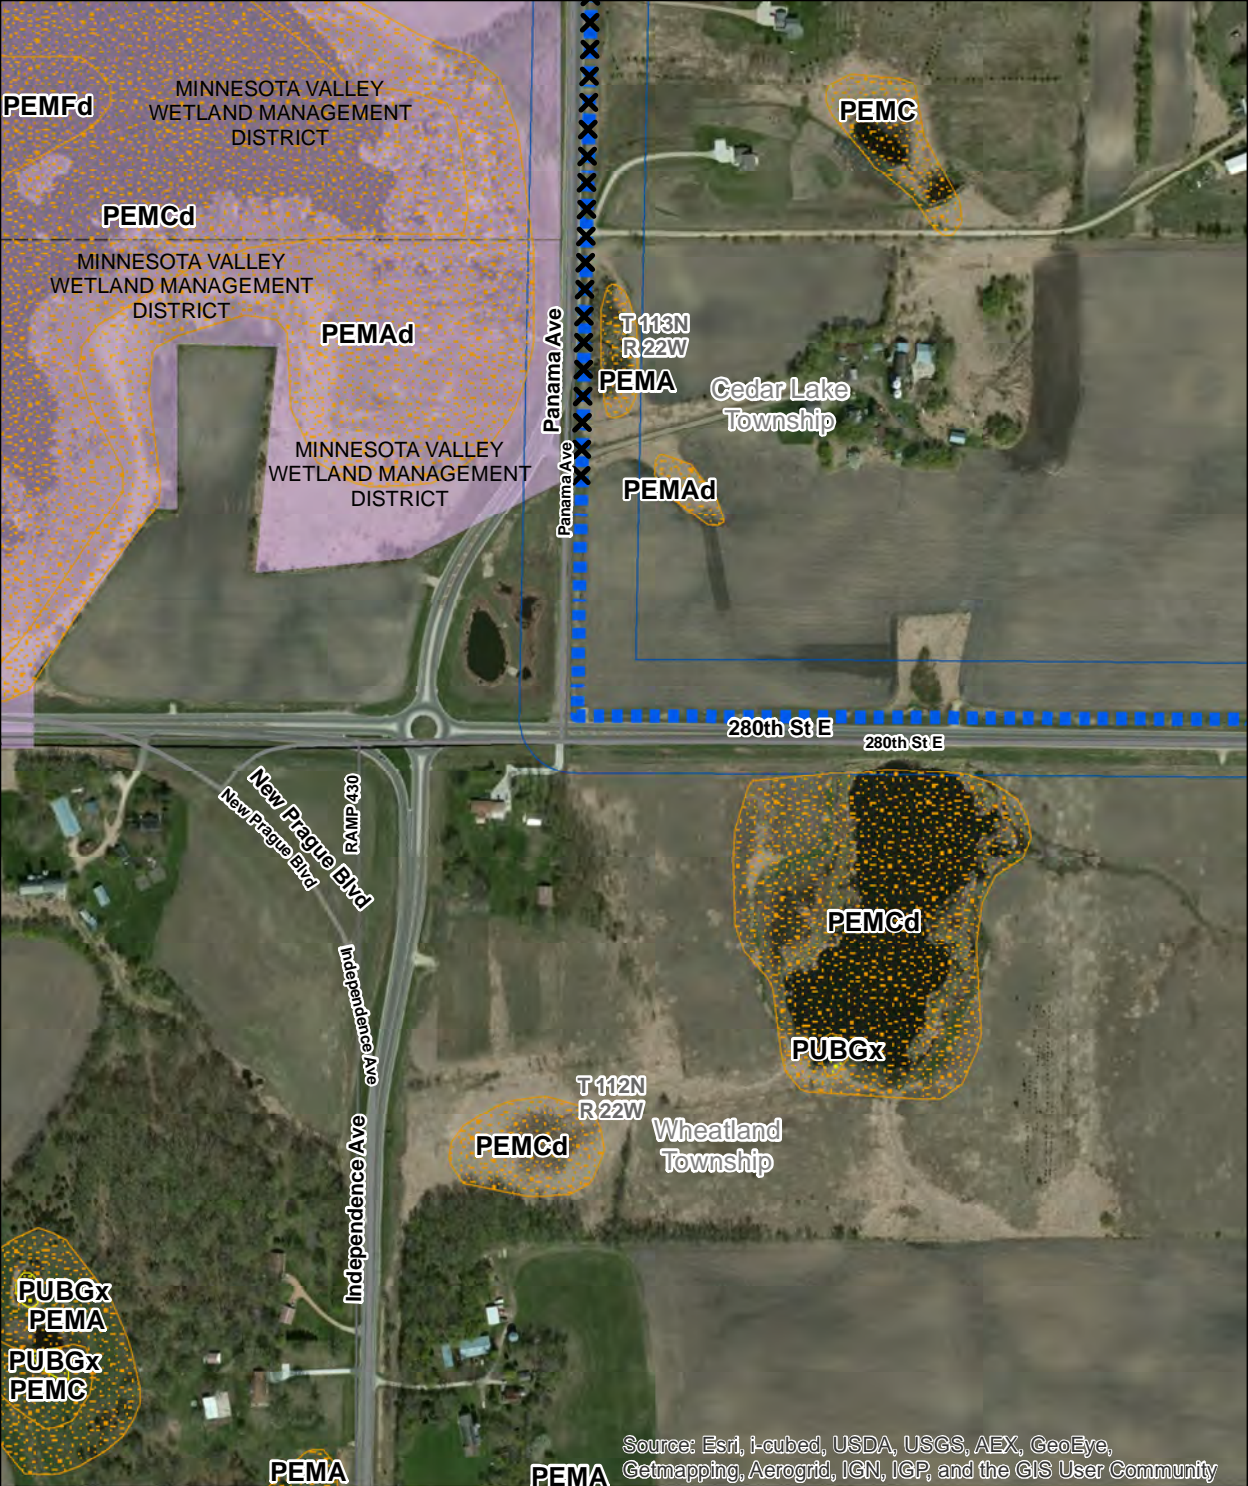 MINNESOTA VALLEY
WETLAND MANAGEMENT
DISTRICT
PEMFd
PEMC
PEMCd
MINNESOTA VALLEY
WETLAND MANAGEMENT
DISTRICT
PEMAd
T 113N
R 22W
PEMA
Panama Ave
Cedar Lake
Township
MINNESOTA VALLEY
WETLAND MANAGEMENT
DISTRICT
Panama Ave
PEMAd
280th St E
280th St E
New Prague Blvd
New Prague Blvd
RAMP 430
PEMCd
Independence Ave
PUBGx
T 112N
R 22W
PEMCd
Wheatland
Township
Independence Ave
PUBGx
PEMA
PUBGx
PEMC
PEMA
PEMA
Source: Esri, i-cubed, USDA, USGS, AEX, GeoEye,
Getmapping, Aerogrid, IGN, IGP, and the GIS User Community